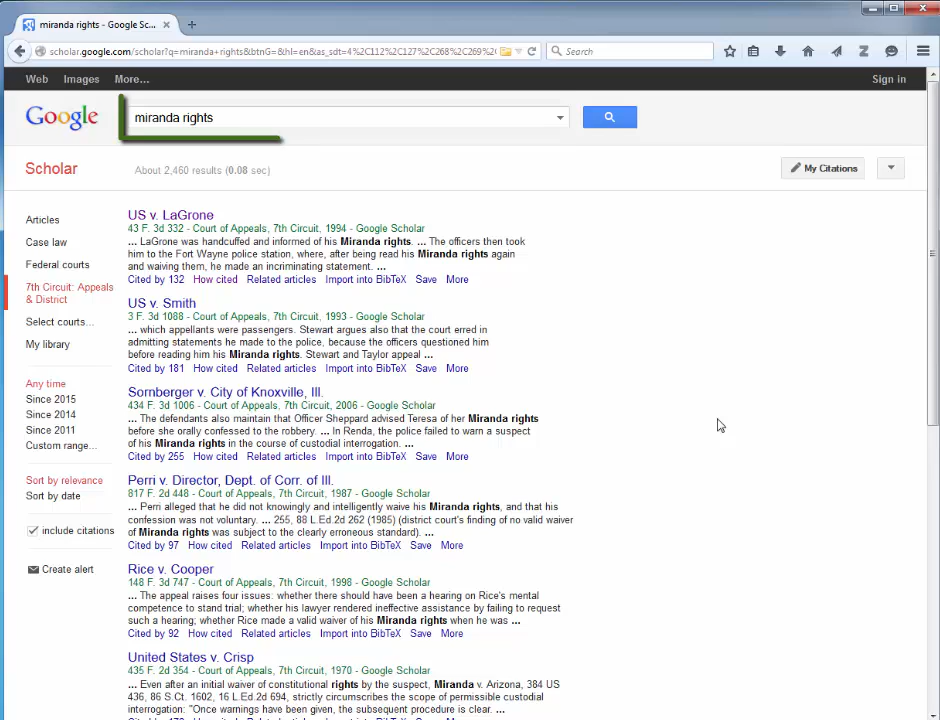 miranda rights - Google Sc...
scholar.google.com/scholar?q=miranda+rights&btnG=&hl=en&as_sdt=4%2C112%2C127%2C268%2C269%2
Search
Web Images More...
Sign in
Google
miranda rights
Scholar
About 2,460 results (0.08 sec)
My Citations
Articles
Case law
Federal courts
7th Circuit: Appeals
& District
Select courts...
My library
Any time
Since 2015
Since 2014
Since 2011
Custom range...
Sort by relevance
Sort by date
include citations
Create alert
US v. LaGrone
43 F. 3d 332 - Court of Appeals, 7th Circuit, 1994 - Google Scholar
... LaGrone was handcuffed and informed of his Miranda rights. ... The officers then took
him to the Fort Wayne police station, where, after being read his Miranda rights again
and waiving them, he made an incriminating statement. ...
Cited by 132 How cited Related articles Import into BibTeX Save More
US v. Smith
3 F. 3d 1088 - Court of Appeals, 7th Circuit, 1993 - Google Scholar
... which appellants were passengers. Stewart argues also that the court erred in
admitting statements he made to the police, because the officers questioned him
before reading him his Miranda rights. Stewart and Taylor appeal ...
Cited by 181 How cited Related articles Import into BibTeX Save More
Sornberger v. City of Knoxville, Ill.
434 F. 3d 1006 - Court of Appeals, 7th Circuit, 2006 - Google Scholar
... The defendants also maintain that Officer Sheppard advised Teresa of her Miranda rights
before she orally confessed to the robbery. ... In Renda, the police failed to warn a suspect
of his Miranda rights in the course of custodial interrogation. ...
Cited by 255 How cited Related articles Import into BibTeX Save More
Perri v. Director, Dept. of Corr. of Ill.
817 F. 2d 448 - Court of Appeals, 7th Circuit, 1987 - Google Scholar
... Perri alleged that he did not knowingly and intelligently waive his Miranda rights, and that his
confession was not voluntary. ... 255, 88 L.Ed.2d 262 (1985) (district court's finding of no valid waiver
of Miranda rights was subject to the clearly erroneous standard). ...
Cited by 97 How cited Related articles Import into BibTeX Save More
Rice v. Cooper
148 F. 3d 747 - Court of Appeals, 7th Circuit, 1998 - Google Scholar
... The appeal raises four issues: whether there should have been a hearing on Rice's mental
competence to stand trial; whether his lawyer rendered ineffective assistance by failing to request
such a hearing; whether Rice made a valid waiver of his Miranda rights when he was ...
Cited by 92 How cited Related articles Import into BibTeX Save More
United States v. Crisp
435 F. 2d 354 - Court of Appeals, 7th Circuit, 1970 - Google Scholar
... Even after an initial waiver of constitutional rights by the suspect, Miranda v. Arizona, 384 US
436, 86 S.Ct. 1602, 16 L.Ed.2d 694, strictly circumscribes the scope of permissible custodial
interrogation: "Once warnings have been given, the subsequent procedure is clear. ...